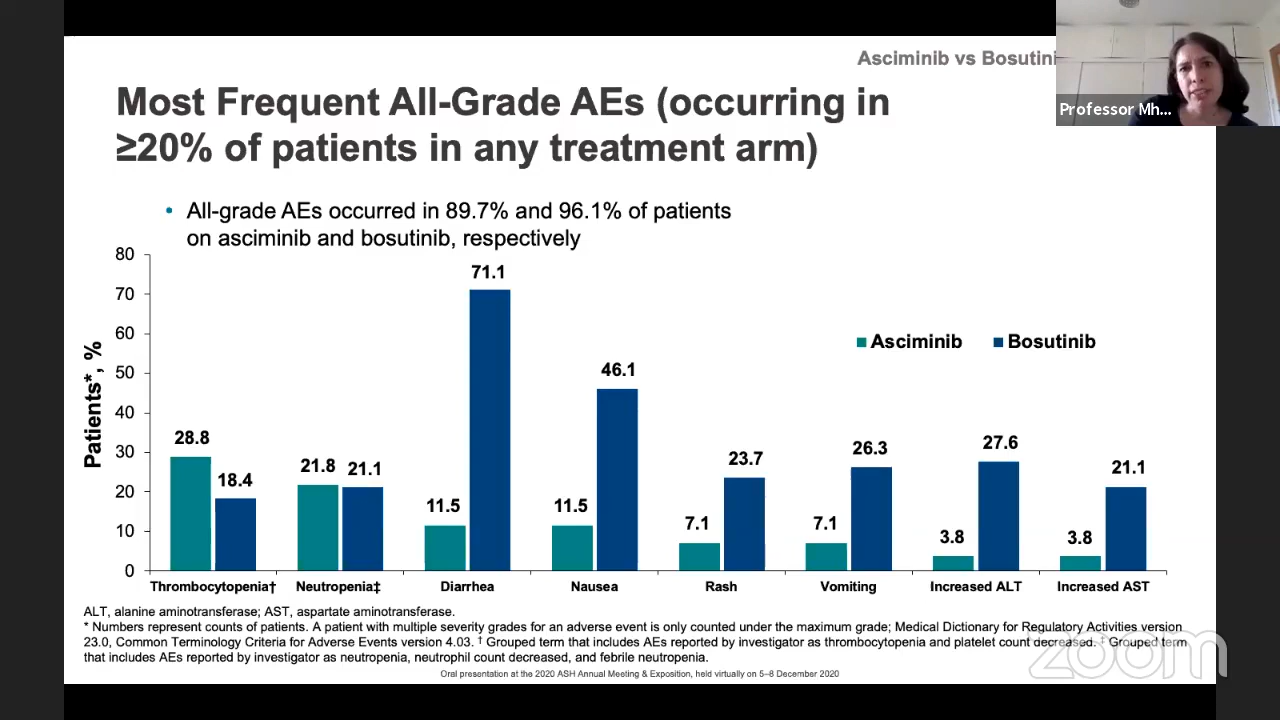 Asciminib vs Bosutini
Professor Mh...
Most Frequent All-Grade AEs (occurring in
≥20% of patients in any treatment arm)
• All-grade AEs occurred in 89.7% and 96.1% of patients
on asciminib and bosutinib, respectively
Patients*, %
80
70
60
50
40
30
20
10
0
Asciminib Bosutinib
28.8 18.4 21.8 21.1 11.5 71.1 11.5 46.1 7.1 23.7 7.1 26.3 3.8 27.6 3.8 21.1
Thrombocytopenia† Neutropenia‡ Diarrhea Nausea Rash Vomiting Increased ALT Increased AST
ALT, alanine aminotransferase; AST, aspartate aminotransferase.
* Numbers represent counts of patients. A patient with multiple severity grades for an adverse event is only counted under the maximum grade; Medical Dictionary for Regulatory Activities version
23.0, Common Terminology Criteria for Adverse Events version 4.03. † Grouped term that includes AEs reported by investigator as thrombocytopenia and platelet count decreased. ‡ Grouped term
that includes AEs reported by investigator as neutropenia, neutrophil count decreased, and febrile neutropenia.
Oral presentation at the 2020 ASH Annual Meeting & Exposition, held virtually on 5–8 December 2020
zoom